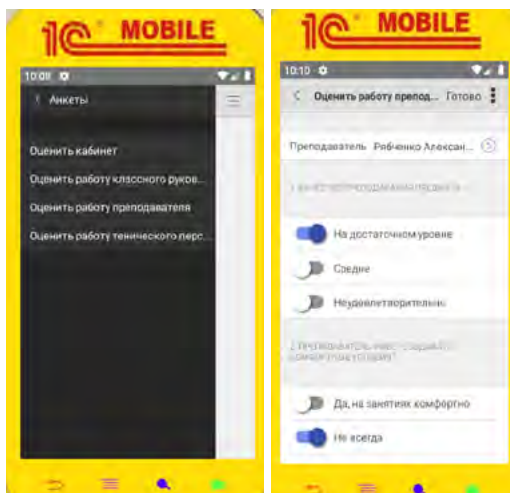 1C MOBILE
10:08
Анкеты
Оценить кабинет
Оценить работу классного руков...
Оценить работу преподавателя
Оценить работу тенического перс...
1C MOBILE
10:10
Оценить работу препод... Готово
Преподаватель Рябченко Алексан...
На достаточном уровне
Средне
Неудовлетворительно
Да, на занятиях комфортно
Не всегда